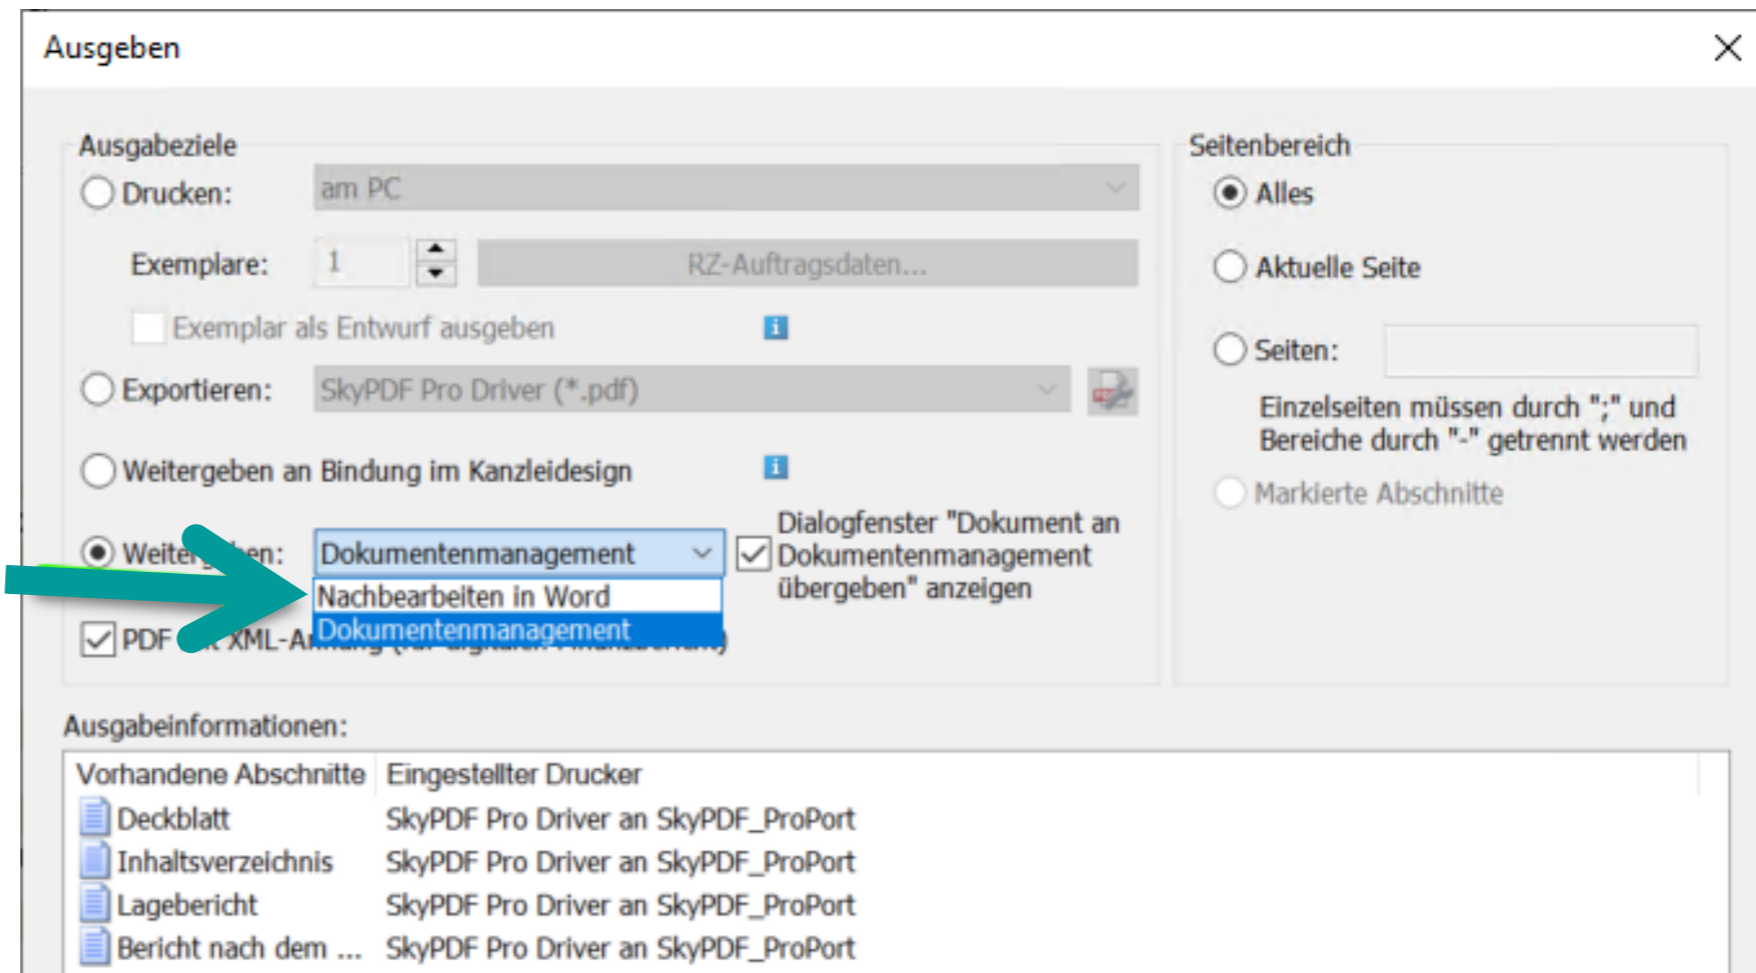 Ausgeben
Ausgabeziele
Drucken:
am PC
Exemplare:
1
RZ-Auftragsdaten...
Exemplar als Entwurf ausgeben
Exportieren:
SkyPDF Pro Driver (*.pdf)
Weitergeben an Bindung im Kanzleidesign
Weitergeben:
Dokumentenmanagement
Nachbearbeiten in Word
Dokumentenmanagement
Dialogfenster "Dokument an
Dokumentenmanagement
übergeben" anzeigen
PDF
Seitenbereich
Alles
Aktuelle Seite
Seiten:
Einzelseiten müssen durch ";" und
Bereiche durch "-" getrennt werden
Markierte Abschnitte
Ausgabeinformationen:
Vorhandene Abschnitte Eingestellter Drucker
Deckblatt SkyPDF Pro Driver an SkyPDF_ProPort
Inhaltsverzeichnis SkyPDF Pro Driver an SkyPDF_ProPort
Lagebericht SkyPDF Pro Driver an SkyPDF_ProPort
Bericht nach dem ... SkyPDF Pro Driver an SkyPDF_ProPort